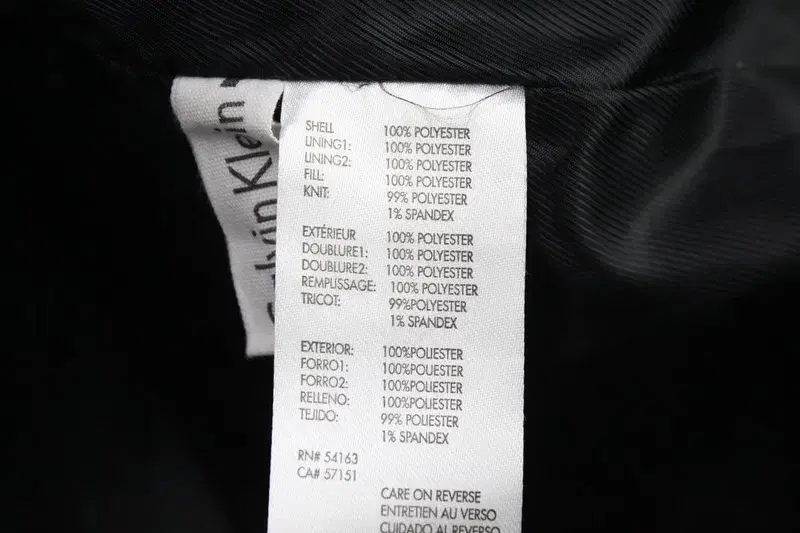 Calvin Klein
SHELL 100% POLYESTER
LINING1: 100% POLYESTER
LINING2: 100% POLYESTER
FILL: 100% POLYESTER
KNIT: 99% POLYESTER
1% SPANDEX
EXTÉRIEUR 100% POLYESTER
DOUBLURE1: 100% POLYESTER
DOUBLURE2: 100% POLYESTER
REMPLISSAGE: 100% POLYESTER
TRICOT: 99%POLYESTER
1% SPANDEX
EXTERIOR: 100%POLIESTER
FORRO1: 100%POLIESTER
FORRO2: 100%POLIESTER
RELLENO: 100%POLIESTER
TEJIDO: 99% POLIESTER
1% SPANDEX
RN# 54163
CA# 57151
CARE ON REVERSE
ENTRETIEN AU VERSO
CUIDADO AL REVERSO